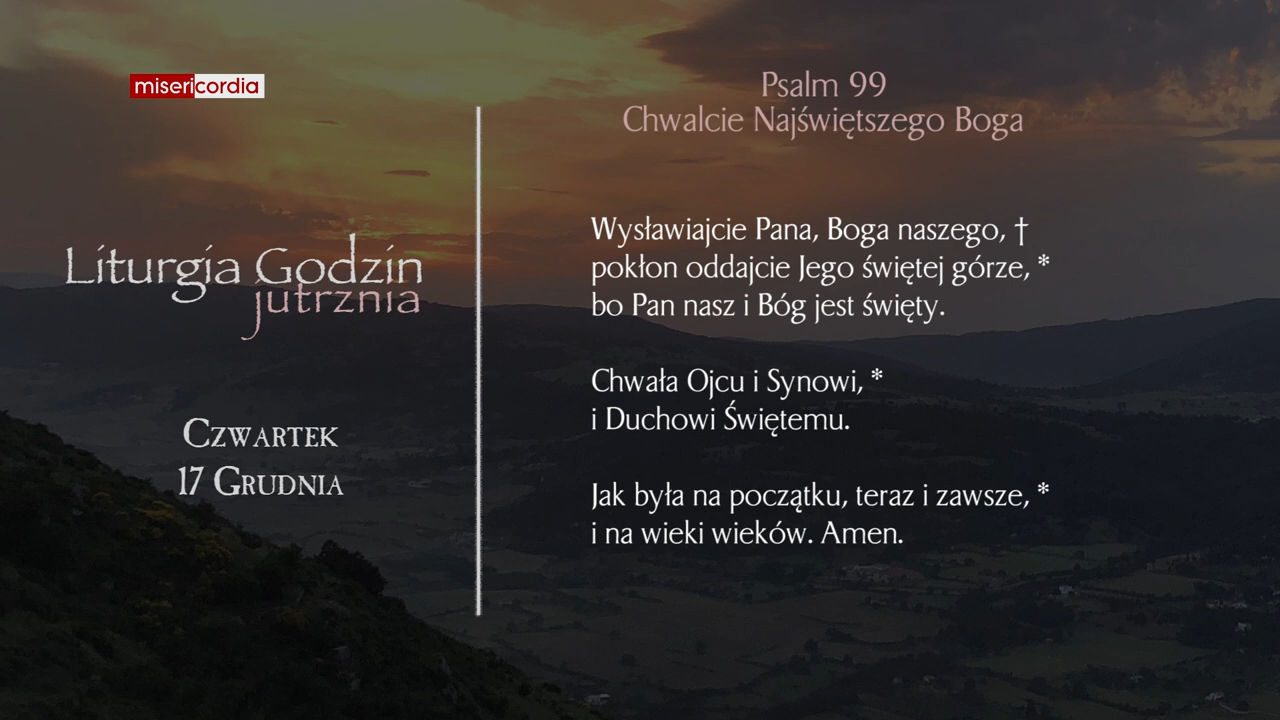 misericordia
Liturgia Godzin
jutrznia
Czwartek
17 Grudnia
Psalm 99
Chwalcie Najświętszego Boga
Wysławiajcie Pana, Boga naszego, †
pokłon oddajcie Jego świętej górze, *
bo Pan nasz i Bóg jest święty.
Chwała Ojcu i Synowi, *
i Duchowi Świętemu.
Jak była na początku, teraz i zawsze, *
i na wieki wieków. Amen.